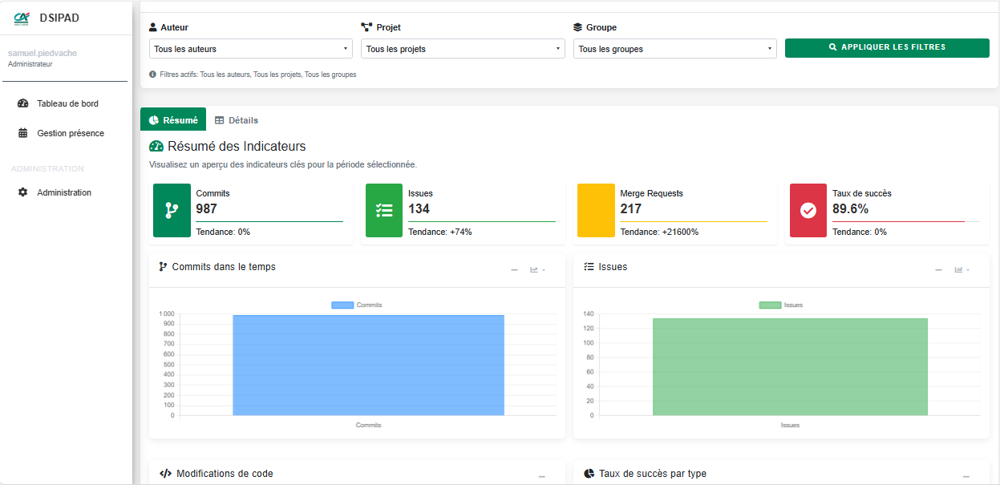 DSIPAD
samuel.piedvache
Administrateur
Tableau de bord
Gestion présence
ADMINISTRATION
Administration
Auteur
Projet
Groupe
Tous les auteurs
Tous les projets
Tous les groupes
APPLIQUER LES FILTRES
Filtres actifs: Tous les auteurs, Tous les projets, Tous les groupes
Résumé
Détails
Résumé des Indicateurs
Visualisez un aperçu des indicateurs clés pour la période sélectionnée.
Commits
987
Tendance: 0%
Issues
134
Tendance: +74%
Merge Requests
217
Tendance: +21600%
Taux de succès
89.6%
Tendance: 0%
Commits dans le temps
Commits
1 000
900
800
700
600
500
400
300
200
100
0
Commits
Issues
Issues
140
120
100
80
60
40
20
0
Issues
Modifications de code
Taux de succès par type